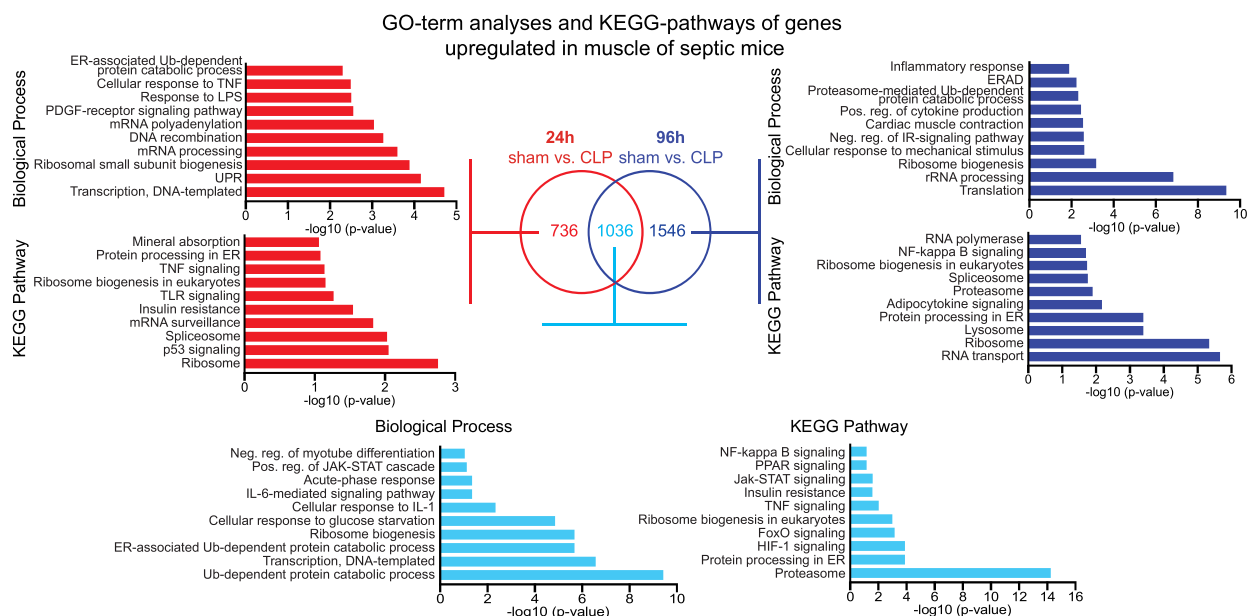 GO-term analyses and KEGG-pathways of genes
upregulated in muscle of septic mice
Biological Process
ER-associated Ub-dependent
protein catabolic process
Cellular response to TNF
Response to LPS
PDGF-receptor signaling pathway
mRNA polyadenylation
DNA recombination
mRNA processing
Ribosomal small subunit biogenesis
UPR
Transcription, DNA-templated
0 1 2 3 4 5
-log10 (p-value)
KEGG Pathway
Mineral absorption
Protein processing in ER
TNF signaling
Ribosome biogenesis in eukaryotes
TLR signaling
Insulin resistance
mRNA surveillance
Spliceosome
p53 signaling
Ribosome
0 1 2 3
-log10 (p-value)
24h
sham vs. CLP
96h
sham vs. CLP
736
1036
1546
Biological Process
Inflammatory response
ERAD
Proteasome-mediated Ub-dependent
protein catabolic process
Pos. reg. of cytokine production
Cardiac muscle contraction
Neg. reg. of IR-signaling pathway
Cellular response to mechanical stimulus
Ribosome biogenesis
rRNA processing
Translation
0 2 4 6 8 10
-log10 (p-value)
KEGG Pathway
RNA polymerase
NF-kappa B signaling
Ribosome biogenesis in eukaryotes
Spliceosome
Proteasome
Adipocytokine signaling
Protein processing in ER
Lysosome
Ribosome
RNA transport
0 1 2 3 4 5 6
-log10 (p-value)
Biological Process
Neg. reg. of myotube differentiation
Pos. reg. of JAK-STAT cascade
Acute-phase response
IL-6-mediated signaling pathway
Cellular response to IL-1
Cellular response to glucose starvation
Ribosome biogenesis
ER-associated Ub-dependent protein catabolic process
Transcription, DNA-templated
Ub-dependent protein catabolic process
0 2 4 6 8 10
-log10 (p-value)
KEGG Pathway
NF-kappa B signaling
PPAR signaling
Jak-STAT signaling
Insulin resistance
TNF signaling
Ribosome biogenesis in eukaryotes
FoxO signaling
HIF-1 signaling
Protein processing in ER
Proteasome
0 2 4 6 8 10 12 14 16
-log10 (p-value)